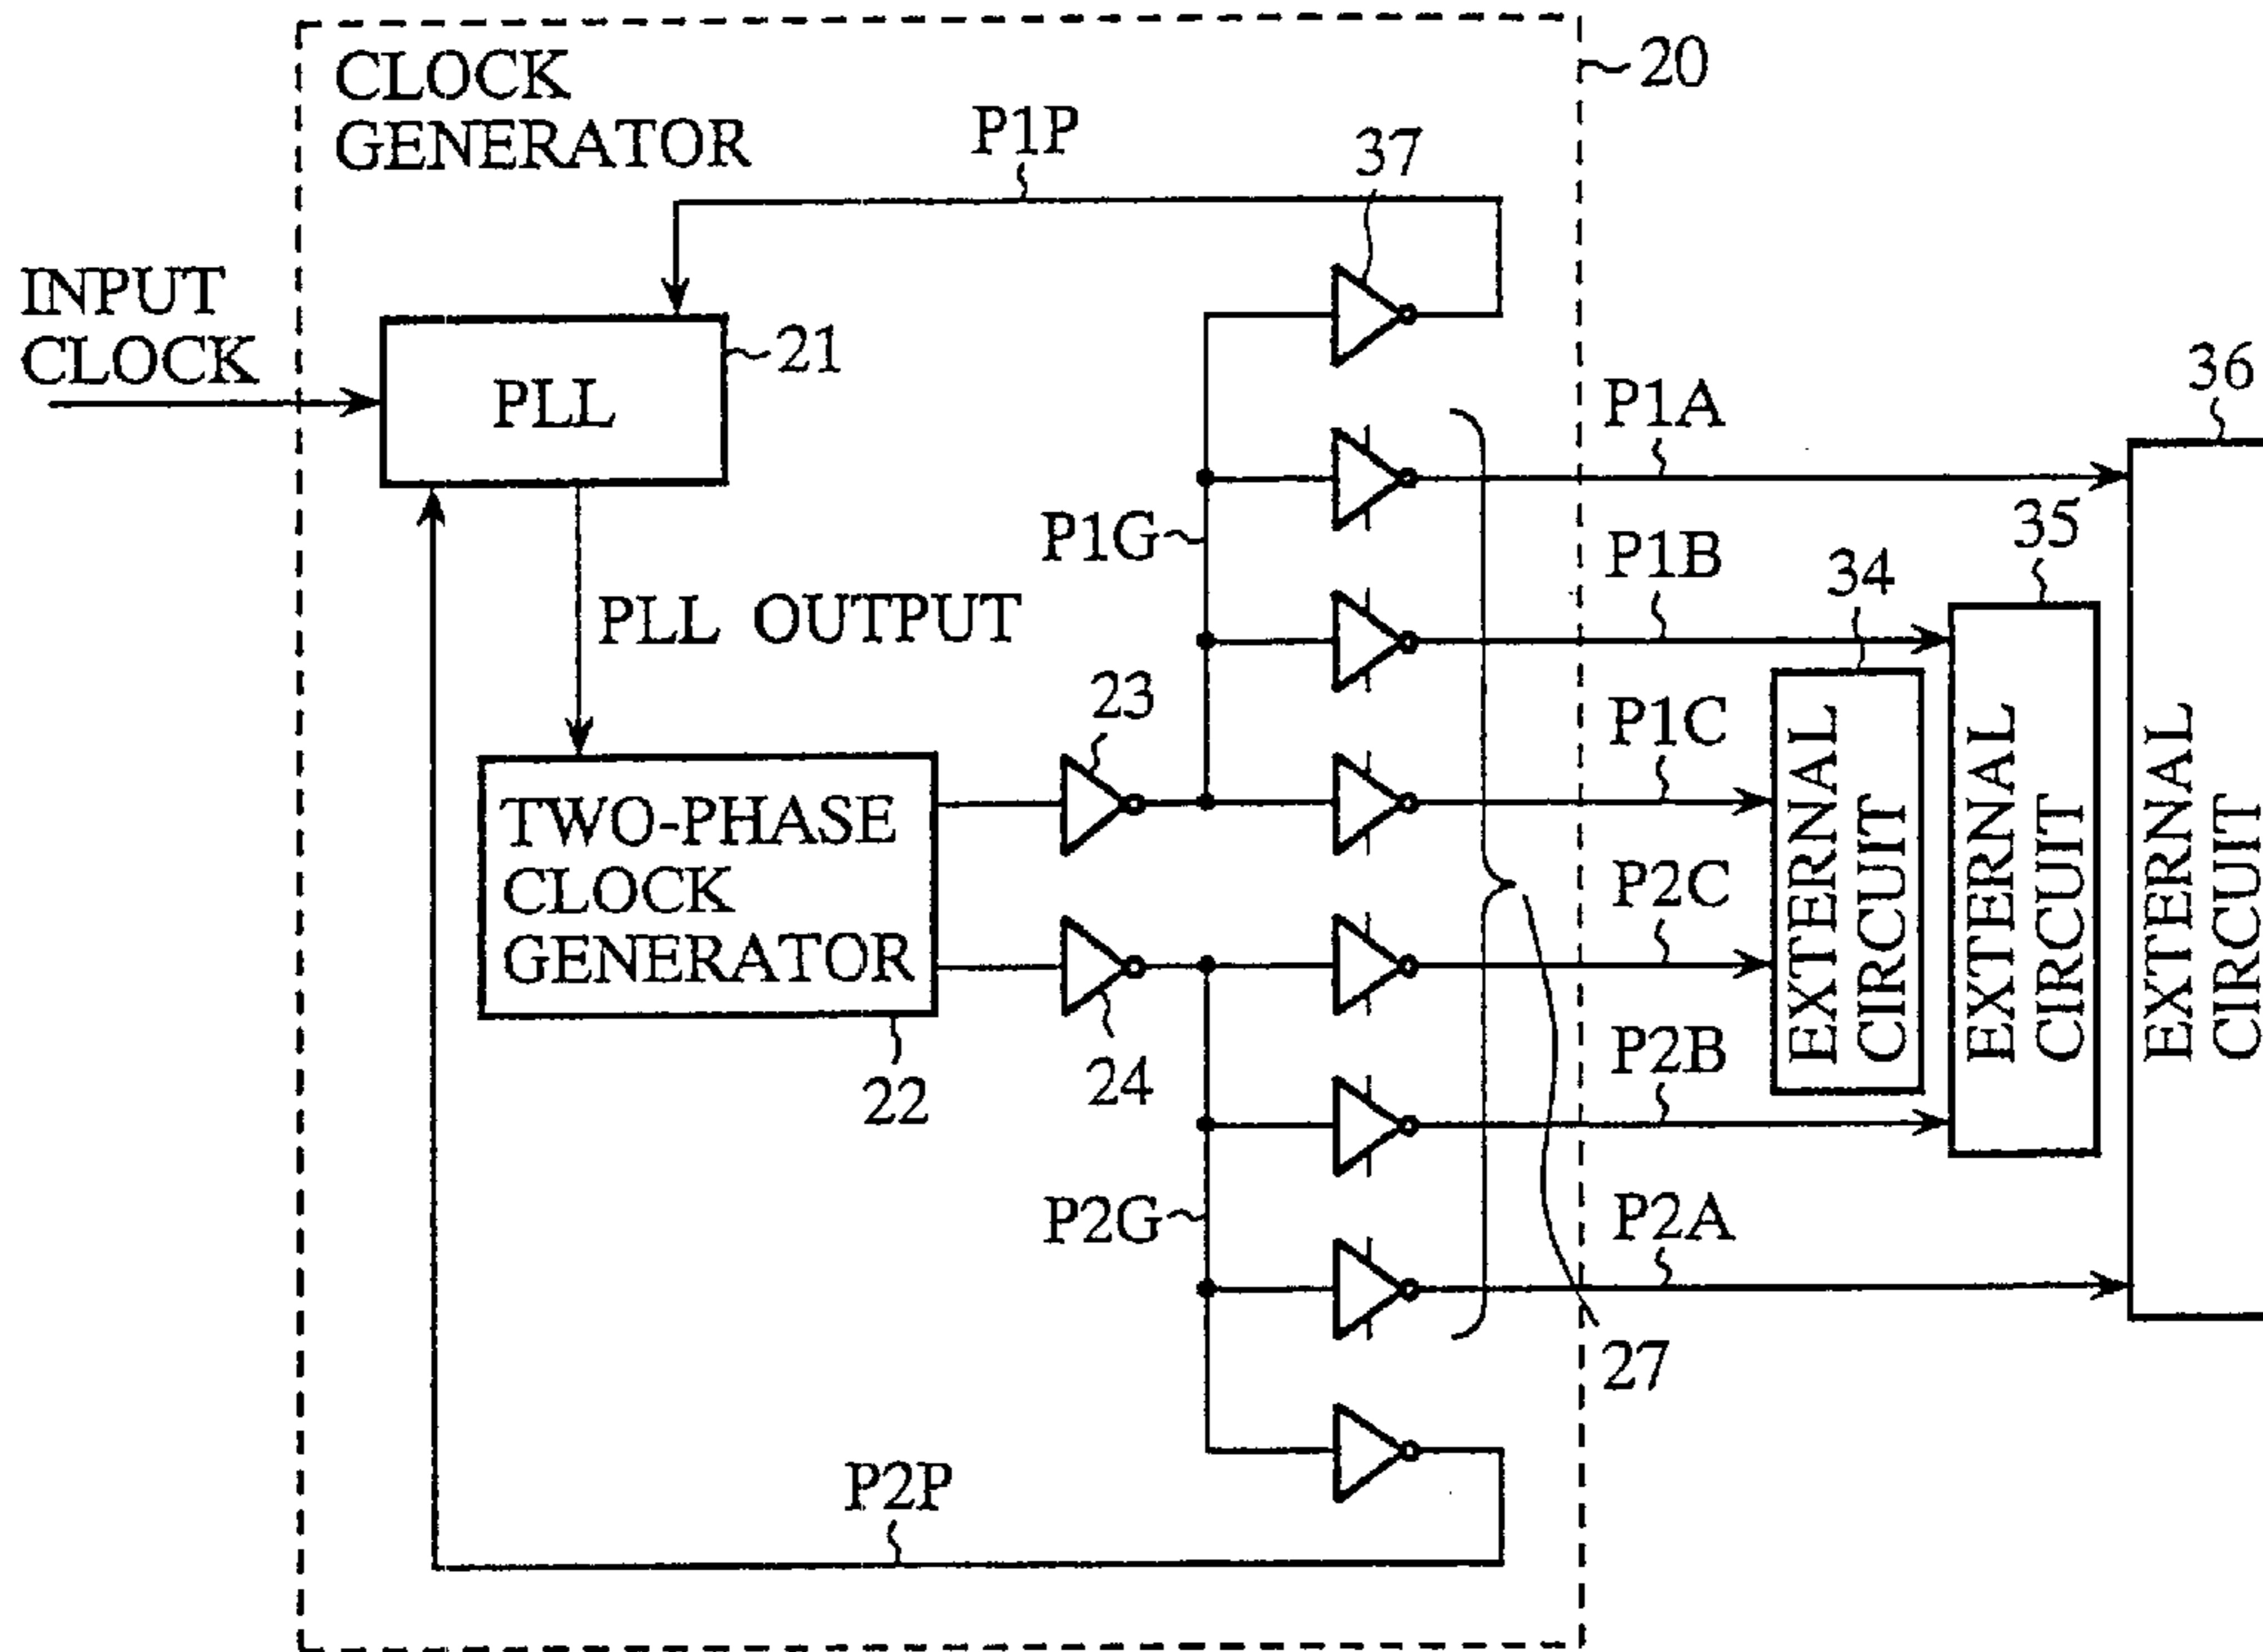 CLOCK
GENERATOR
20
P1P
37
INPUT
CLOCK
21
PLL
P1A
36
P1G
P1B
35
34
PLL OUTPUT
23
P1C
TWO-PHASE
CLOCK
GENERATOR
P2C
EXTERNAL
CIRCUIT
EXTERNAL
CIRCUIT
EXTERNAL
CIRCUIT
22
24
P2B
P2G
P2A
27
P2P